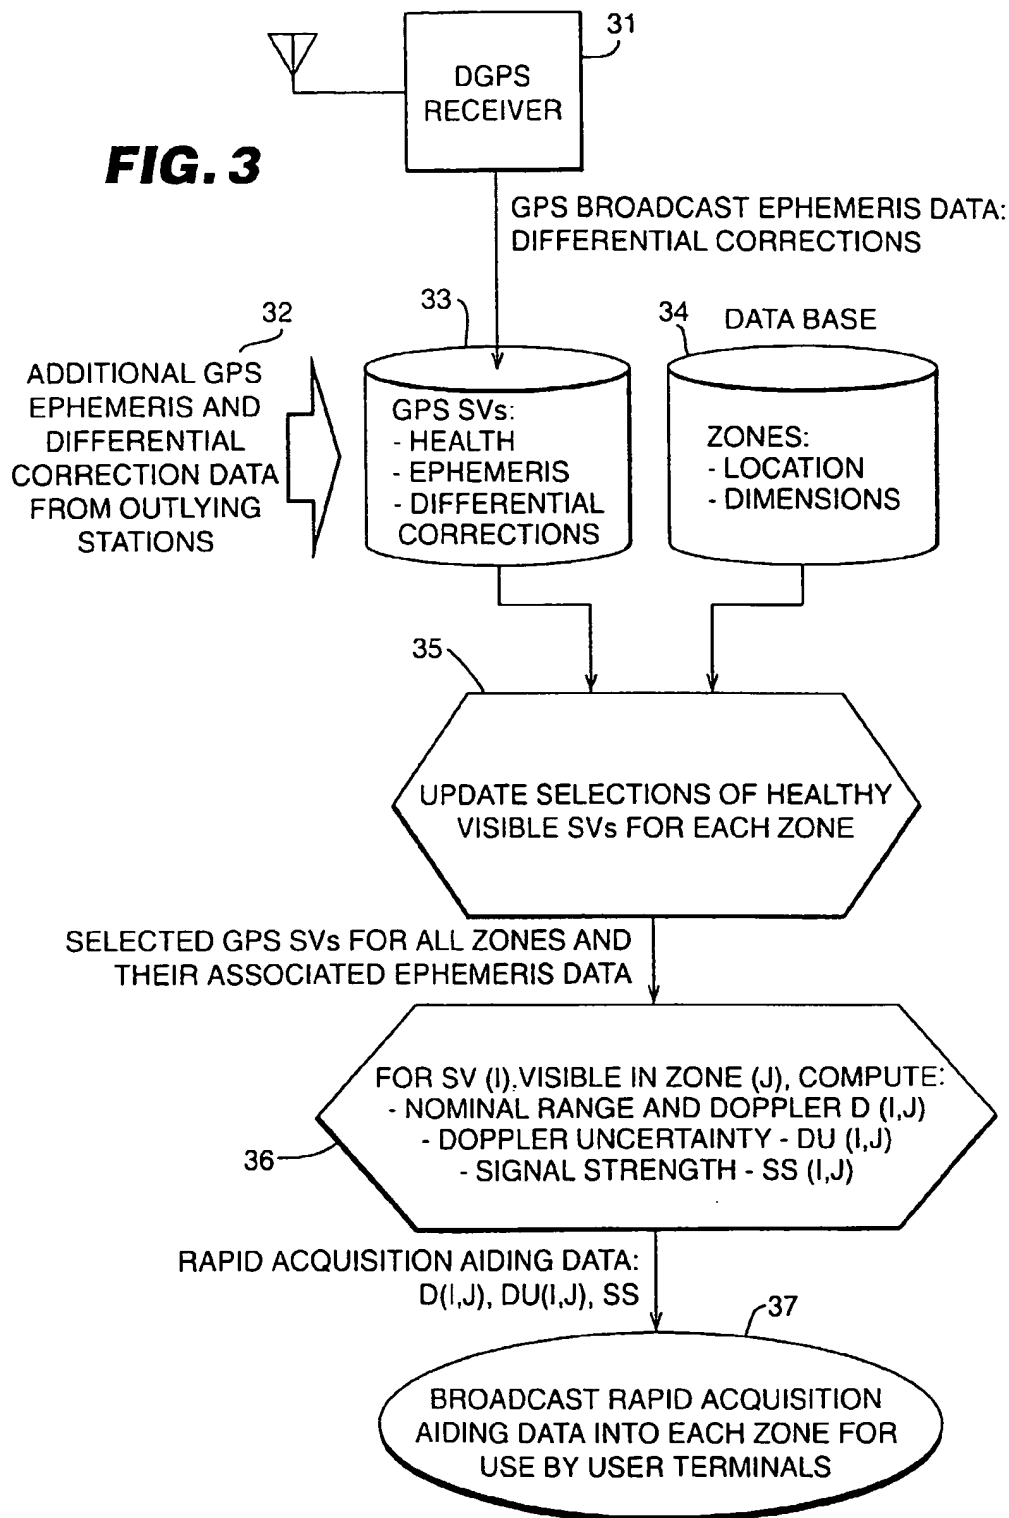 31
DGPS
RECEIVER
FIG. 3
GPS BROADCAST EPHEMERIS DATA:
DIFFERENTIAL CORRECTIONS
32
ADDITIONAL GPS
EPHEMERIS AND
DIFFERENTIAL
CORRECTION DATA
FROM OUTLYING
STATIONS
33
GPS SVs:
- HEALTH
- EPHEMERIS
- DIFFERENTIAL
CORRECTIONS
34
DATA BASE
ZONES:
- LOCATION
- DIMENSIONS
35
UPDATE SELECTIONS OF HEALTHY
VISIBLE SVs FOR EACH ZONE
SELECTED GPS SVs FOR ALL ZONES AND
THEIR ASSOCIATED EPHEMERIS DATA
FOR SV (I).VISIBLE IN ZONE (J), COMPUTE:
- NOMINAL RANGE AND DOPPLER D (I,J)
- DOPPLER UNCERTAINTY - DU (I,J)
- SIGNAL STRENGTH - SS (I,J)
36
RAPID ACQUISITION AIDING DATA:
D(I,J), DU(I,J), SS
37
BROADCAST RAPID ACQUISITION
AIDING DATA INTO EACH ZONE FOR
USE BY USER TERMINALS